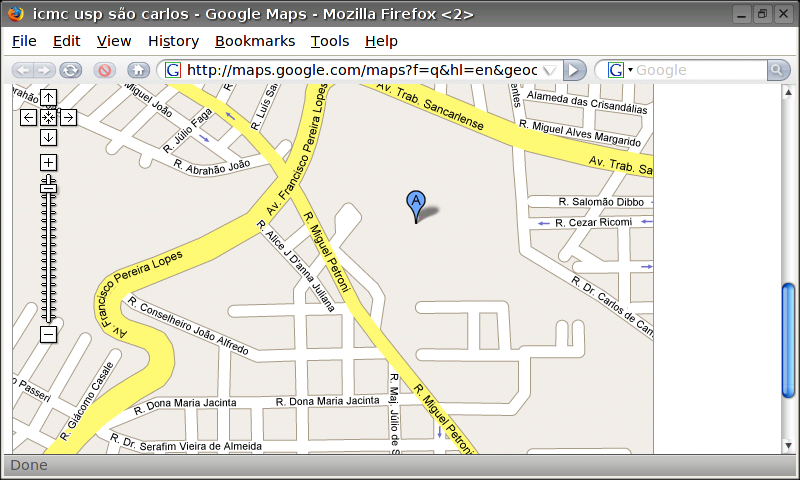 icmc usp são carlos - Google Maps - Mozilla Firefox <2>
File Edit View History Bookmarks Tools Help
http://maps.google.com/maps?f=q&hl=en&geoc
G Google
Abrahão
Miguel João
R. Júlio Faga
R. Luís San
R. Abrahão João
Av. Francisco Pereira Lopes
Av. Trab. Sancarlense
antes
Alameda das Crisandálias
R. Miguel Alves Margarido
Av. Trab. Sa
A
R. Salomão Dibbo
R. Cezar Ricomi
R. Miguel Petroni
R. Alice J D'anna Juliana
Av. Francisco Pereira Lopes
R. Dr. Carlos de Cam
R. Conselheiro João Alfredo
o Passeri
R. Giácomo Casale
R. Dona Maria Jacinta
R. Dona Maria Jacinta
R. Maj. Júlio de S
R. Miguel Petroni
R. Dr. Serafim Vieira de Almeida
Done